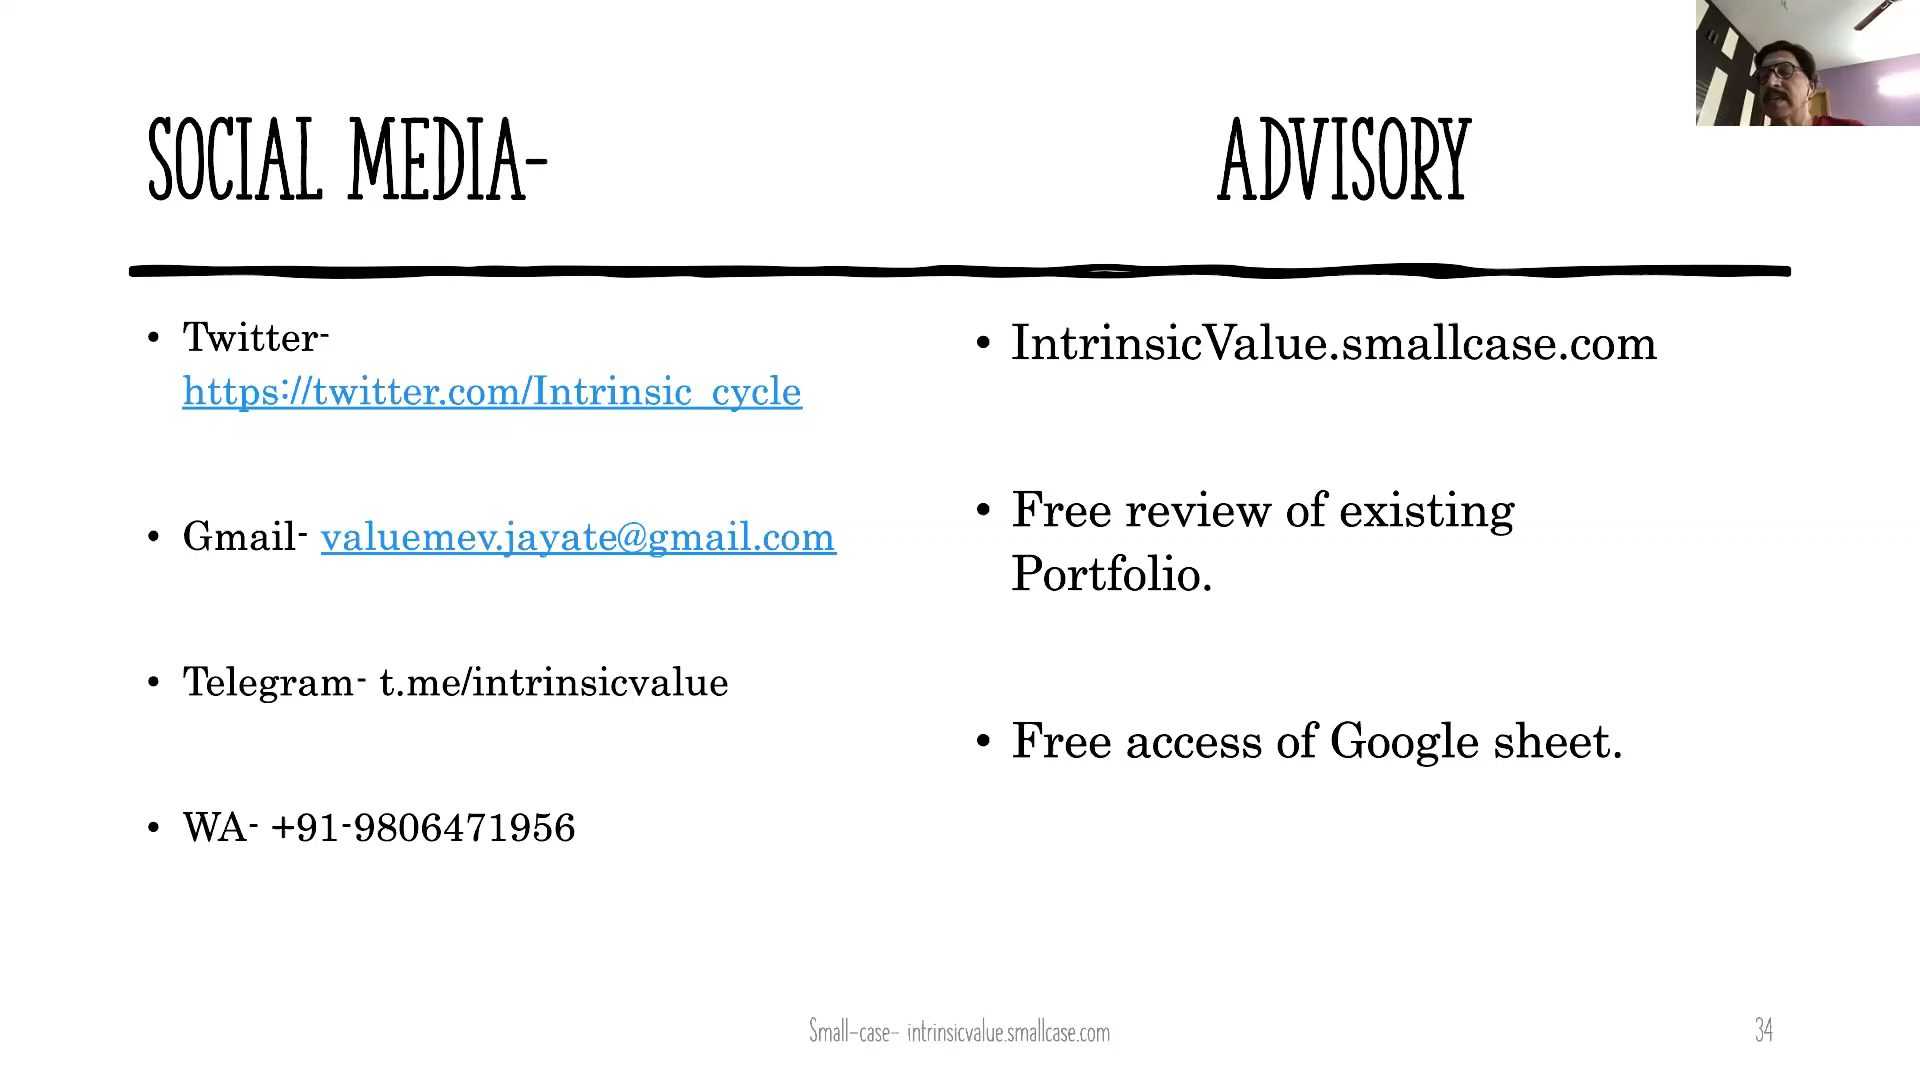 SOCIAL MEDIA-
ADVISORY
• Twitter-
https://twitter.com/Intrinsic_cycle
• Gmail- valuemev.jayate@gmail.com
• Telegram- t.me/intrinsicvalue
• WA- +91-9806471956
• IntrinsicValue.smallcase.com
• Free review of existing
Portfolio.
• Free access of Google sheet.
Small-case- intrinsicvalue.smallcase.com
34